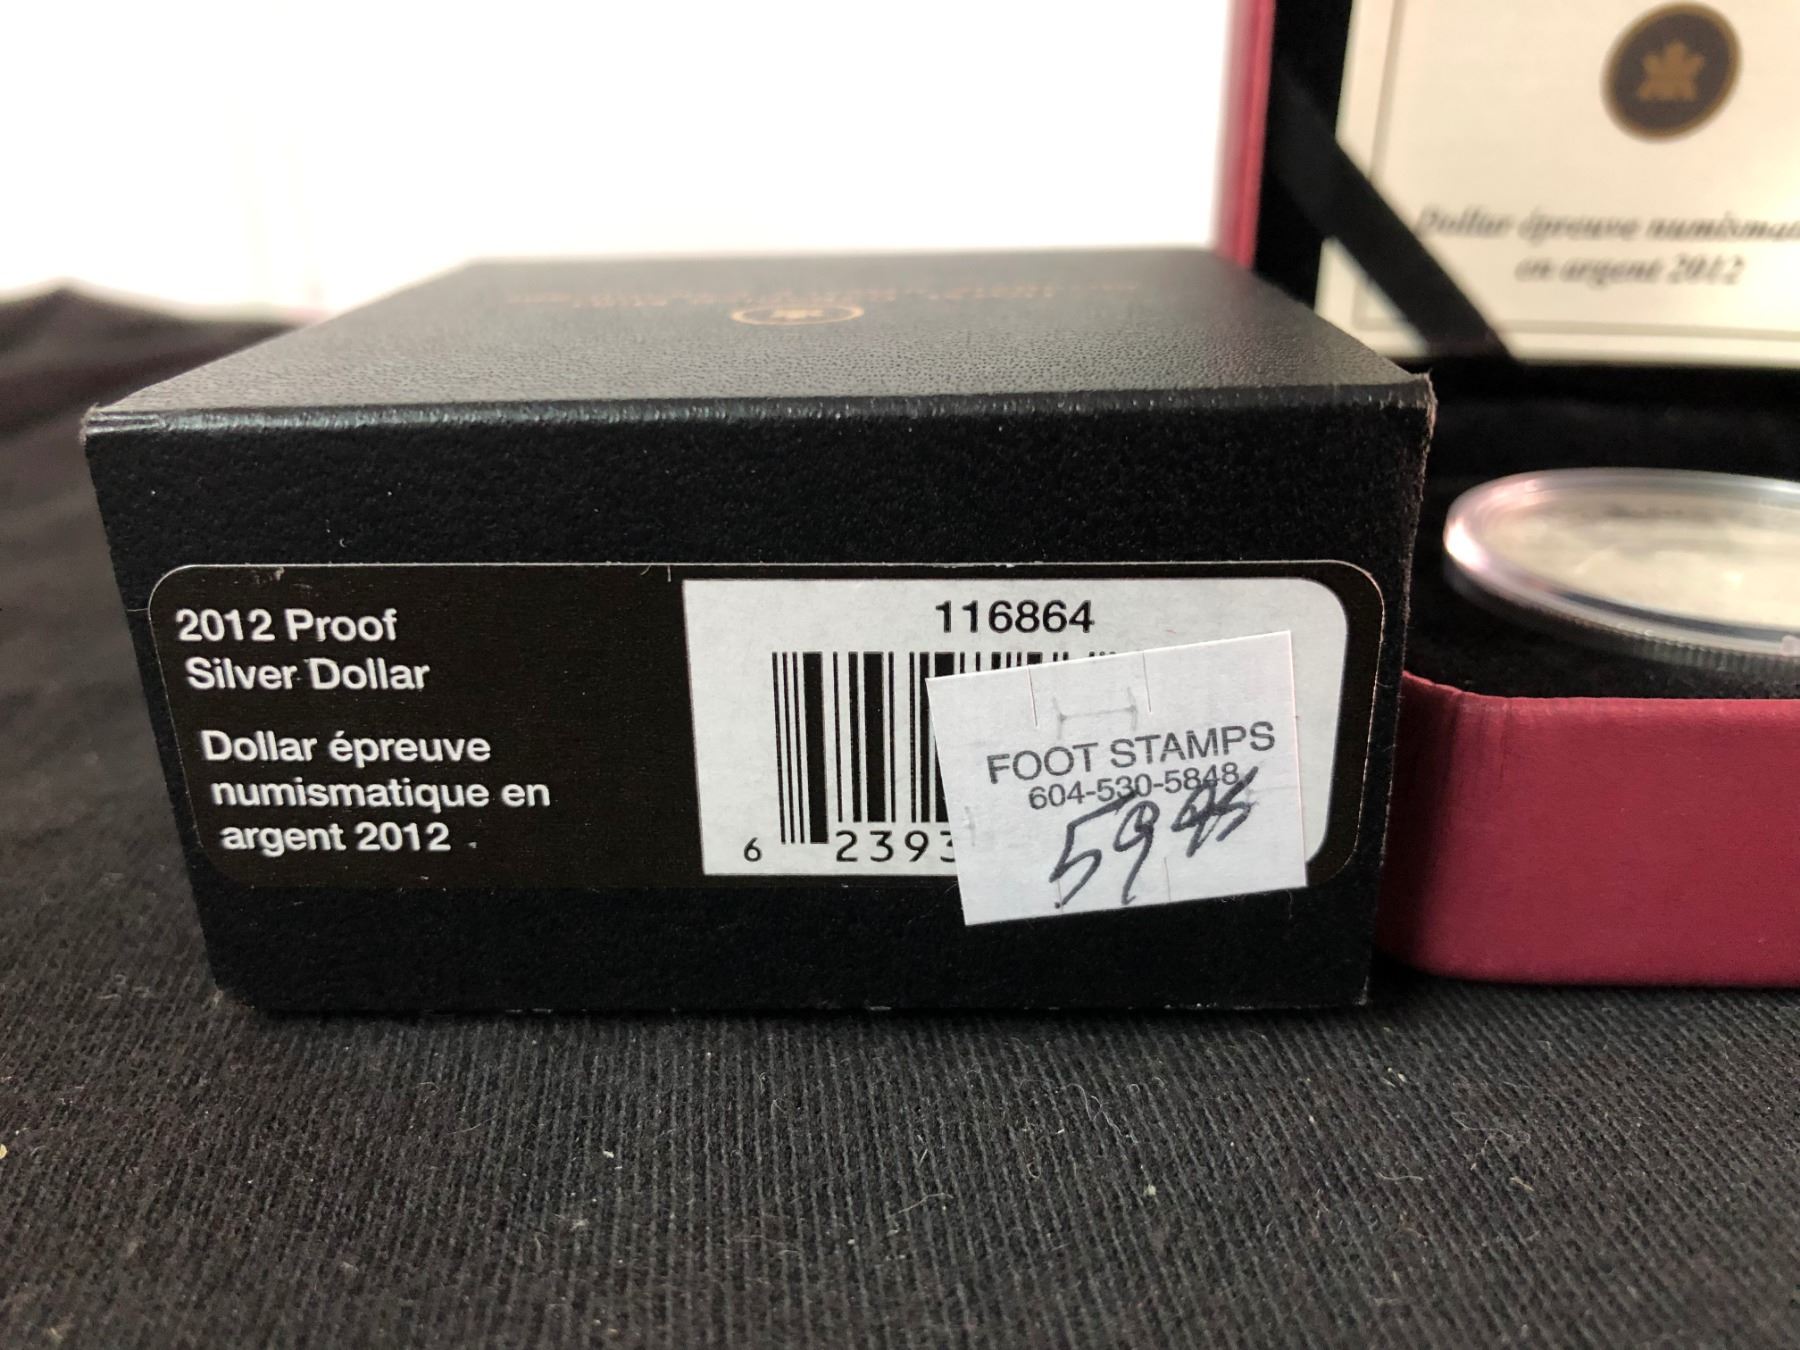 2012 Proof
Silver Dollar
Dollar épreuve
numismatique en
argent 2012
116864
6 2393
FOOT STAMPS
604-530-5848
59 95
Dollar épreuve numismat
en argent 2012